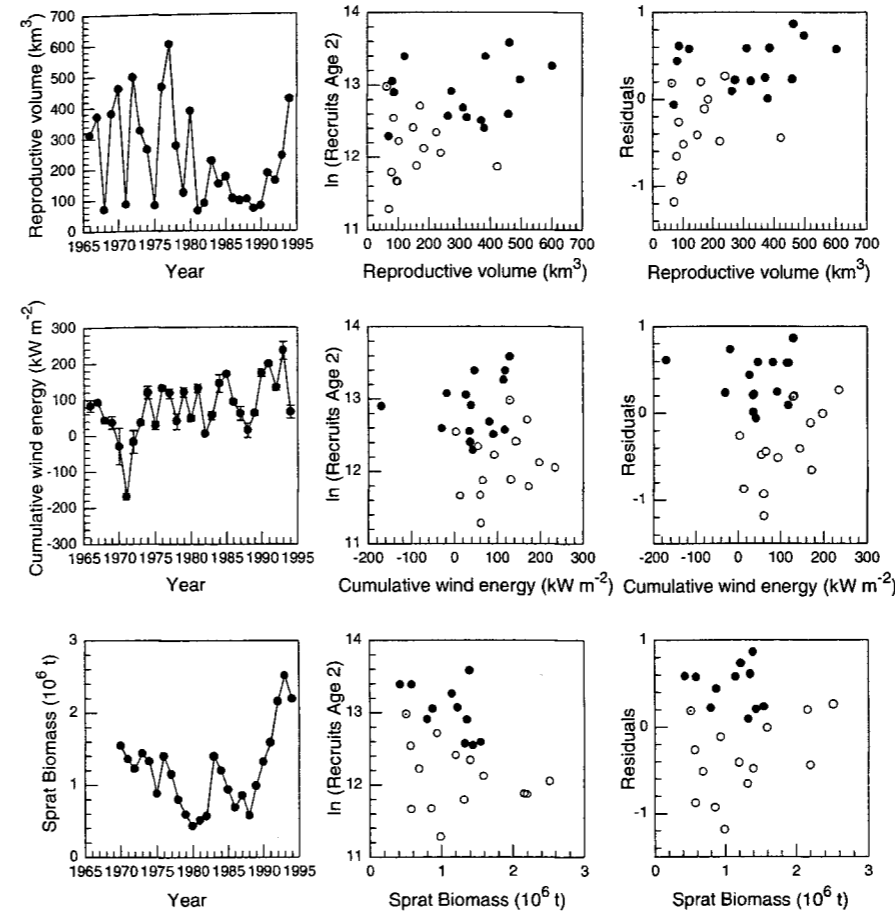 Reproductive volume (km3)
700
600
500
400
300
200
100
0
1965 1970 1975 1980 1985 1990 1995
Year
ln (Recruits Age 2)
14
13
12
11
0 100 200 300 400 500 600 700
Reproductive volume (km3)
Residuals
1
0
-1
0 100 200 300 400 500 600 700
Reproductive volume (km3)
Cumulative wind energy (kW m-2)
300
200
100
0
-100
-200
-300
1965 1970 1975 1980 1985 1990 1995
Year
ln (Recruits Age 2)
14
13
12
11
-200 -100 0 100 200 300
Cumulative wind energy (kW m-2)
Residuals
1
0
-1
-200 -100 0 100 200 300
Cumulative wind energy (kW m-2)
Sprat Biomass (106 t)
3
2
1
0
1965 1970 1975 1980 1985 1990 1995
Year
ln (Recruits Age 2)
14
13
12
11
0 1 2 3
Sprat Biomass (106 t)
Residuals
1
0
-1
0 1 2 3
Sprat Biomass (106 t)